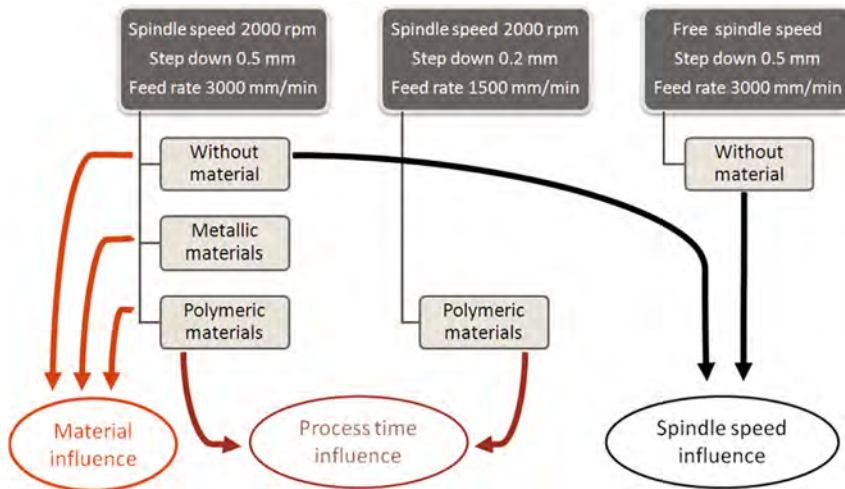 Spindle speed 2000 rpm
Step down 0.5 mm
Feed rate 3000 mm/min
Spindle speed 2000 rpm
Step down 0.2 mm
Feed rate 1500 mm/min
Free spindle speed
Step down 0.5 mm
Feed rate 3000 mm/min
Without
material
Without
material
Metallic
materials
Polymeric
materials
Polymeric
materials
Material
influence
Process time
influence
Spindle speed
influence